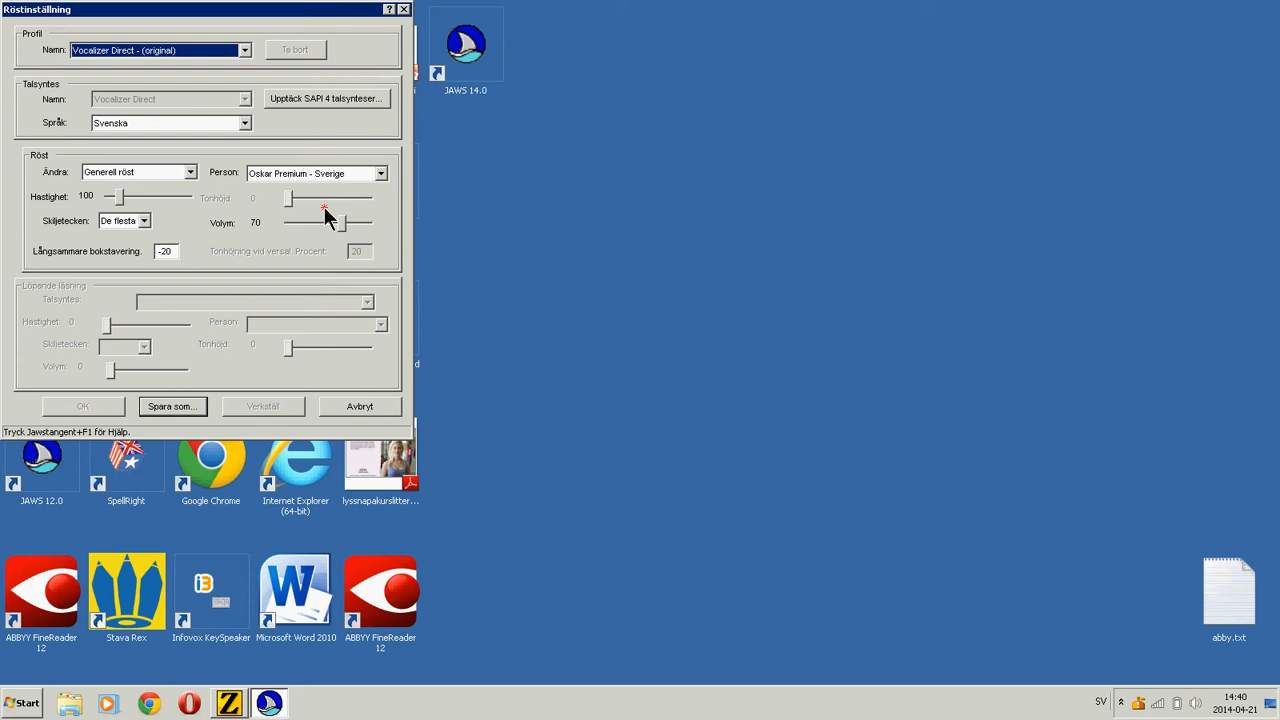 Röstinställning
Profil
Namn: Vocalizer Direct - (original) Ta bort
Talsyntes
Namn: Vocalizer Direct Upptäck SAPI 4 talsynteser...
Språk: Svenska
Röst
Ändra: Generell röst Person: Oskar Premium - Sverige
Hastighet: 100 Tonhöjd: 0
Skiljetecken: De flesta Volym: 70
Långsammare bokstavering. -20 Tonhöjning vid versal. Procent: 20
Löpande läsning
Talsyntes:
Hastighet: 0 Person:
Skiljetecken: Tonhöjd: 0
Volym: 0
OK Spara som... Verkställ Avbryt
Tryck Jawstangent+F1 för Hjälp.
JAWS 14.0
JAWS 12.0
SpellRight
Google Chrome
Internet Explorer
(64-bit)
lyssnapakurslitter...
ABBYY FineReader
12
Stava Rex
Infovox KeySpeaker
Microsoft Word 2010
ABBYY FineReader
12
abby.txt
Start
SV
14:40
2014-04-21